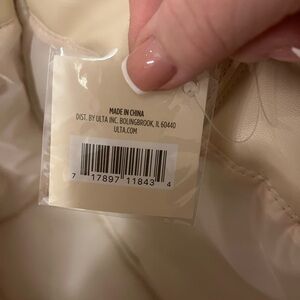 MADE IN CHINA
DIST. BY ULTA INC. BOLINGBROOK, IL 60440
ULTA.COM
7 17897 11843 4